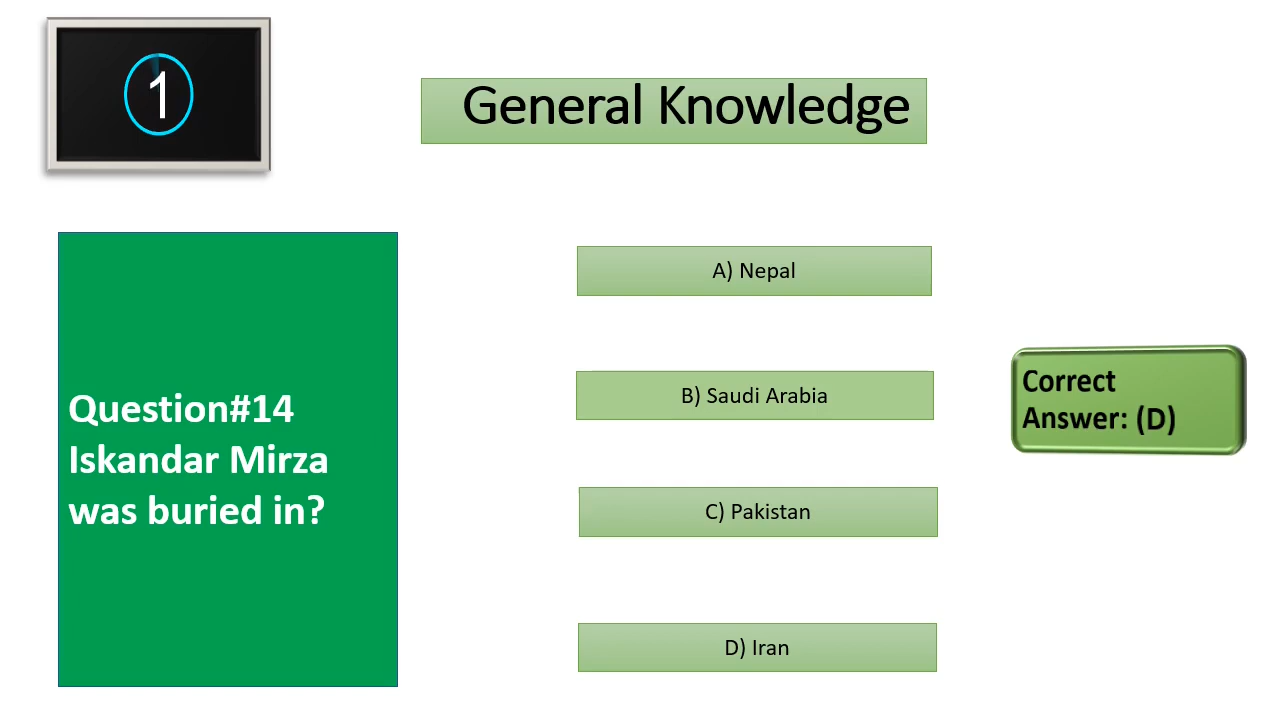 1
General Knowledge
Question#14
Iskandar Mirza
was buried in?
A) Nepal
B) Saudi Arabia
C) Pakistan
D) Iran
Correct
Answer: (D)